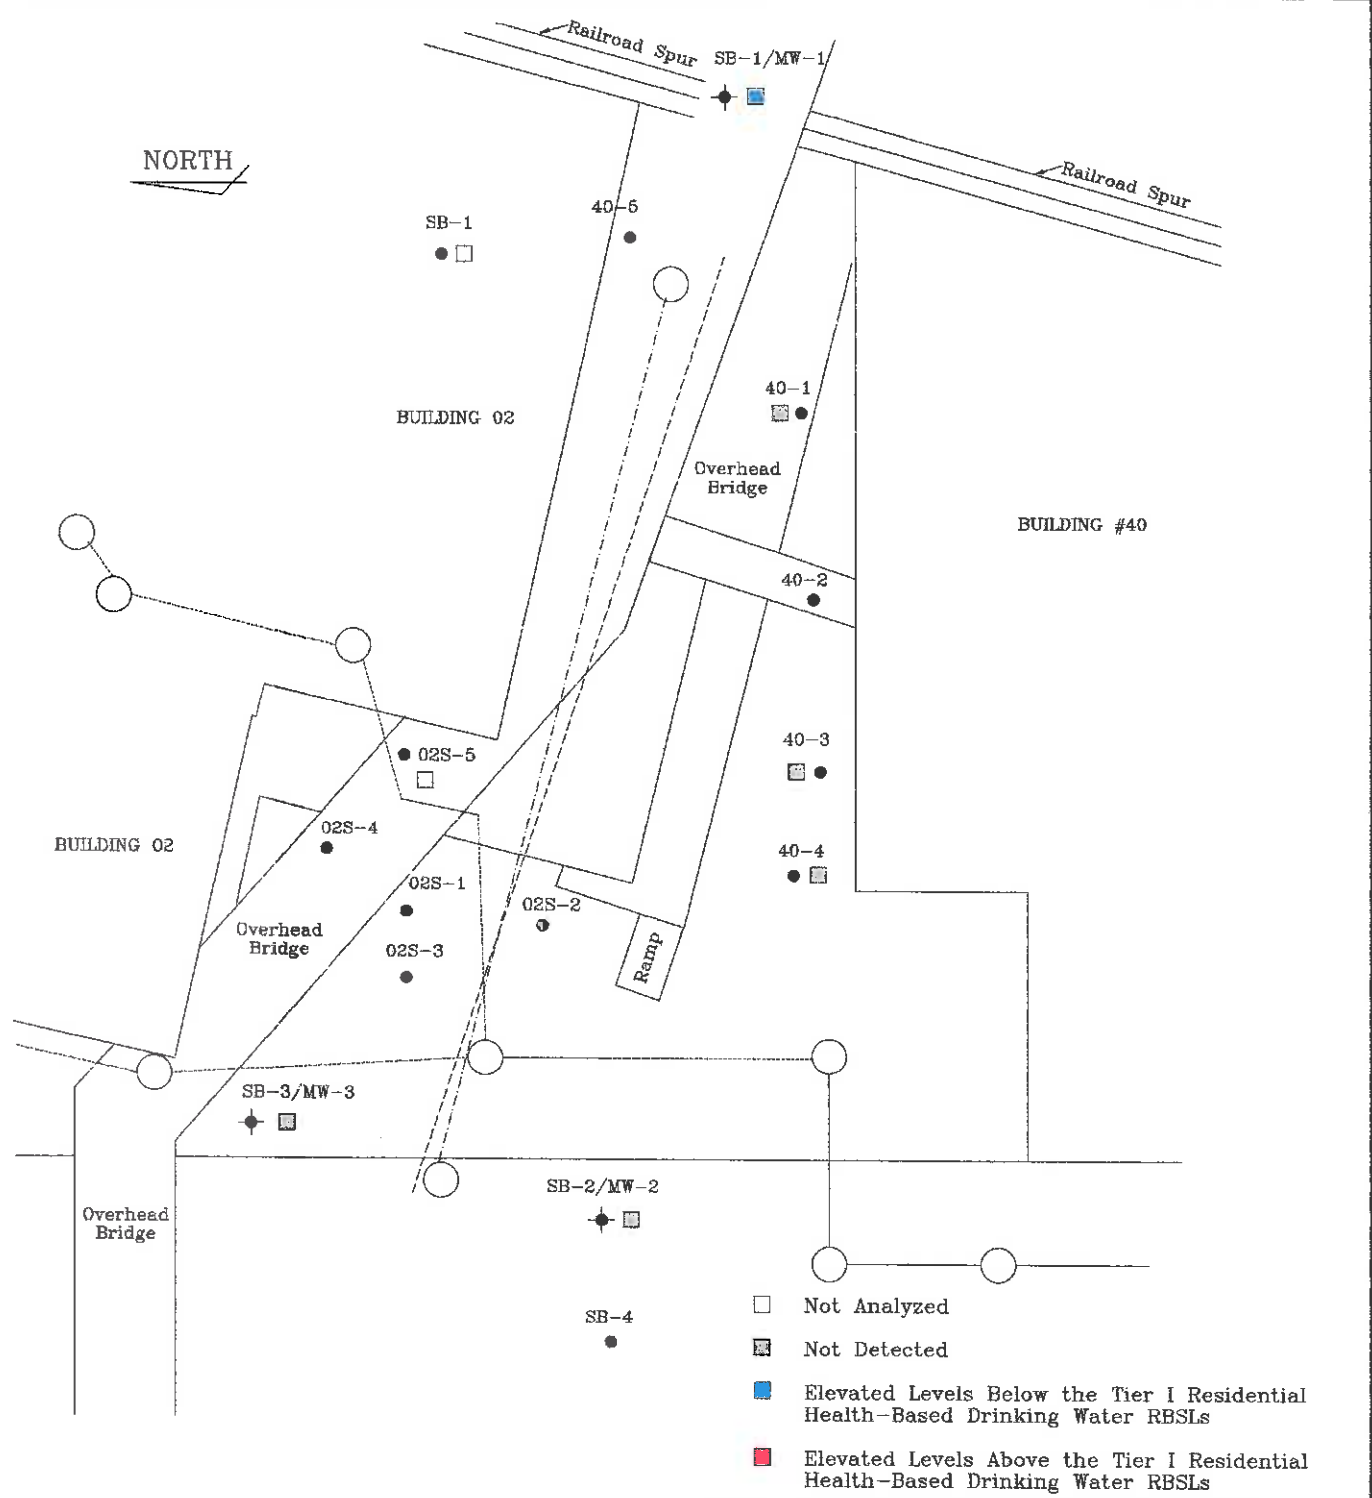 Railroad Spur
SB-1/MW-1
NORTH
Railroad Spur
40-5
SB-1
40-1
BUILDING 02
Overhead
Bridge
BUILDING #40
40-2
40-3
02S-5
02S-4
BUILDING 02
40-4
02S-1
02S-2
Overhead
Bridge
02S-3
Ramp
SB-3/MW-3
SB-2/MW-2
Overhead
Bridge
SB-4
Not Analyzed
Not Detected
Elevated Levels Below the Tier I Residential
Health-Based Drinking Water RBSLs
Elevated Levels Above the Tier I Residential
Health-Based Drinking Water RBSLs